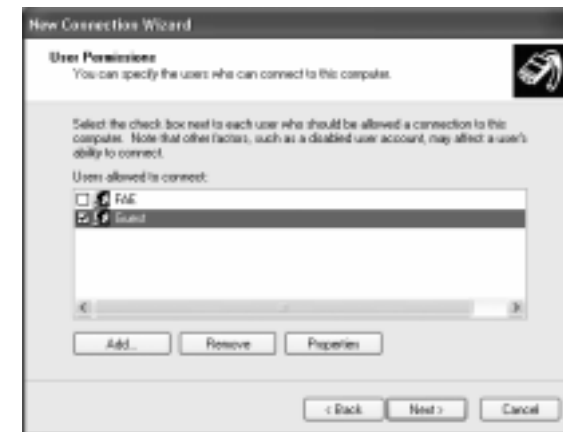 New Connection Wizard
User Permissions
You can specify the users who can connect to this computer.
Select the check box next to each user who should be allowed a connection to this
computer. Note that other factors, such as a disabled user account, may affect a user's
ability to connect.
Users allowed to connect:
FAE
Guest
Add... Remove Properties
< Back Next > Cancel